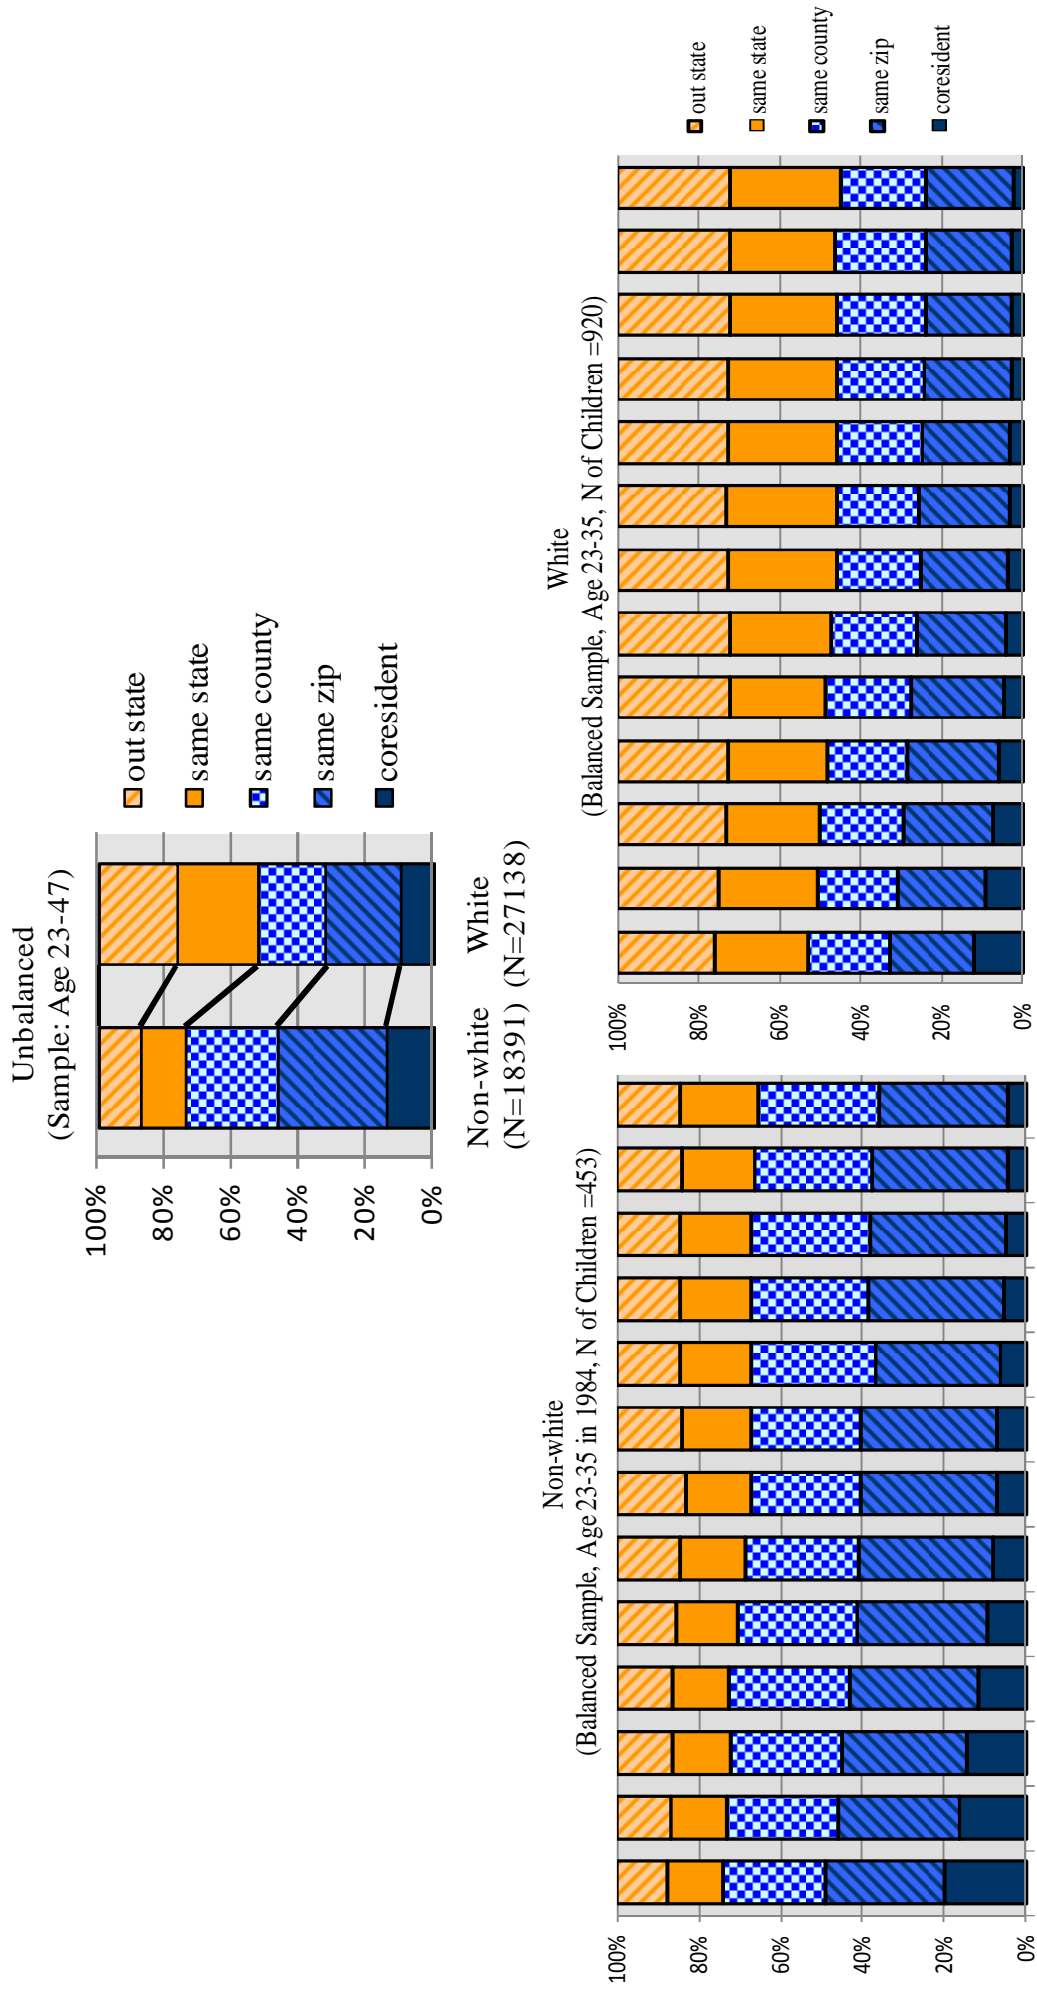 Unbalanced
(Sample: Age 23-47)
100%
80%
60%
40%
20%
0%
Non-white
(N=18391)
White
(N=27138)
out state
same state
same county
same zip
coresident
Non-white
(Balanced Sample, Age 23-35 in 1984, N of Children =453)
100%
80%
60%
40%
20%
0%
White
(Balanced Sample, Age 23-35, N of Children =920)
100%
80%
60%
40%
20%
0%
out state
same state
same county
same zip
coresident